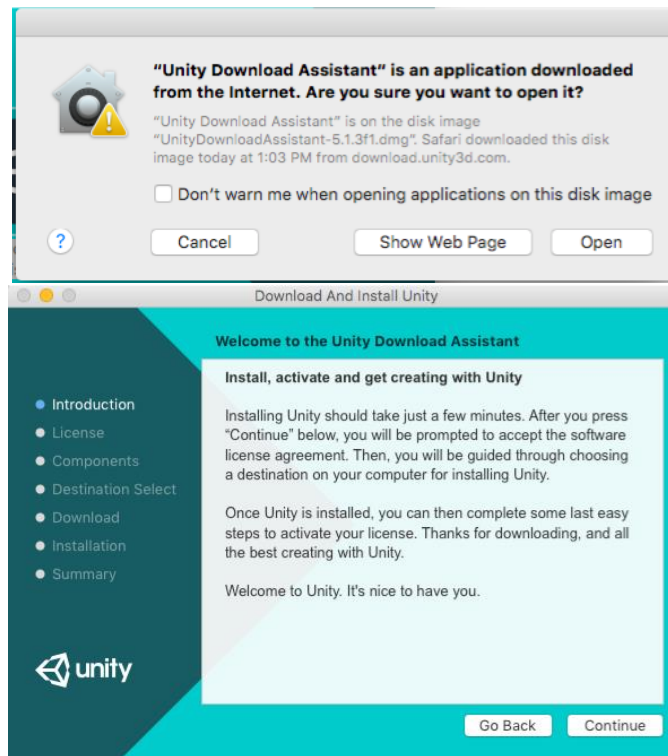 “Unity Download Assistant” is an application downloaded
from the Internet. Are you sure you want to open it?
“Unity Download Assistant” is on the disk image
“UnityDownloadAssistant-5.1.3f1.dmg”. Safari downloaded this disk
image today at 1:03 PM from download.unity3d.com.
Don’t warn me when opening applications on this disk image
?
Cancel
Show Web Page
Open
Download And Install Unity
Welcome to the Unity Download Assistant
Introduction
License
Components
Destination Select
Download
Installation
Summary
unity
Install, activate and get creating with Unity
Installing Unity should take just a few minutes. After you press
“Continue” below, you will be prompted to accept the software
license agreement. Then, you will be guided through choosing
a destination on your computer for installing Unity.
Once Unity is installed, you can then complete some last easy
steps to activate your license. Thanks for downloading, and all
the best creating with Unity.
Welcome to Unity. It's nice to have you.
Go Back
Continue